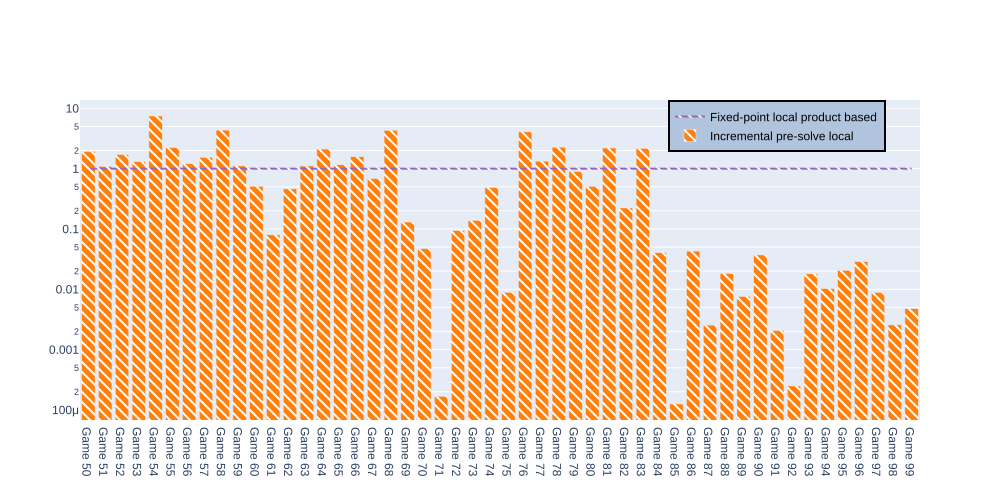 Fixed-point local product based
Incremental pre-solve local
10
5
2
1
5
2
0.1
5
2
0.01
5
2
0.001
5
2
100μ
Game 50
Game 51
Game 52
Game 53
Game 54
Game 55
Game 56
Game 57
Game 58
Game 59
Game 60
Game 61
Game 62
Game 63
Game 64
Game 65
Game 66
Game 67
Game 68
Game 69
Game 70
Game 71
Game 72
Game 73
Game 74
Game 75
Game 76
Game 77
Game 78
Game 79
Game 80
Game 81
Game 82
Game 83
Game 84
Game 85
Game 86
Game 87
Game 88
Game 89
Game 90
Game 91
Game 92
Game 93
Game 94
Game 95
Game 96
Game 97
Game 98
Game 99